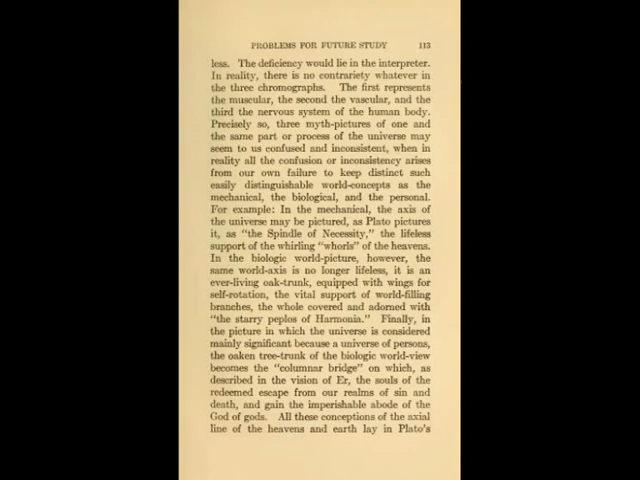 PROBLEMS FOR FUTURE STUDY 113
less. The deficiency would lie in the interpreter.
In reality, there is no contrariety whatever in
the three chromographs. The first represents
the muscular, the second the vascular, and the
third the nervous system of the human body.
Precisely so, three myth-pictures of one and
the same part or process of the universe may
seem to us confused and inconsistent, when in
reality all the confusion or inconsistency arises
from our own failure to keep distinct such
easily distinguishable world-concepts as the
mechanical, the biological, and the personal.
For example: In the mechanical, the axis of
the universe may be pictured, as Plato pictures
it, as "the Spindle of Necessity," the lifeless
support of the whirling "whorls" of the heavens.
In the biologic world-picture, however, the
same world-axis is no longer lifeless, it is an
ever-living oak-trunk, equipped with wings for
self-rotation, the vital support of world-filling
branches, the whole covered and adorned with
"the starry peplos of Harmonia." Finally, in
the picture in which the universe is considered
mainly significant because a universe of persons,
the oaken tree-trunk of the biologic world-view
becomes the "columnar bridge" on which, as
described in the vision of Er, the souls of the
redeemed escape from our realms of sin and
death, and gain the imperishable abode of the
God of gods. All these conceptions of the axial
line of the heavens and earth lay in Plato's